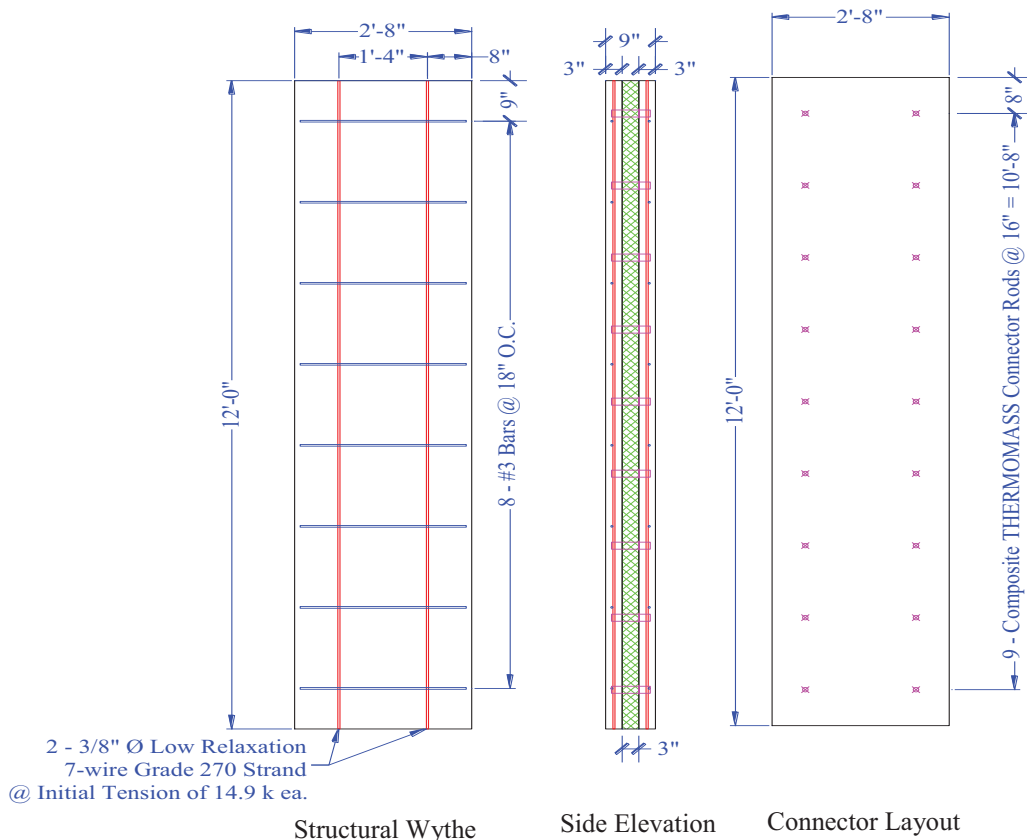 2'-8"
1'-4"
8"
9"
12'-0"
8 - #3 Bars @ 18" O.C.
2 - 3/8" Ø Low Relaxation
7-wire Grade 270 Strand
@ Initial Tension of 14.9 k ea.
Structural Wythe
9"
3"
3"
3"
Side Elevation
2'-8"
8"
12'-0"
9 - Composite THERMOMASS Connector Rods @ 16" = 10'-8"
Connector Layout